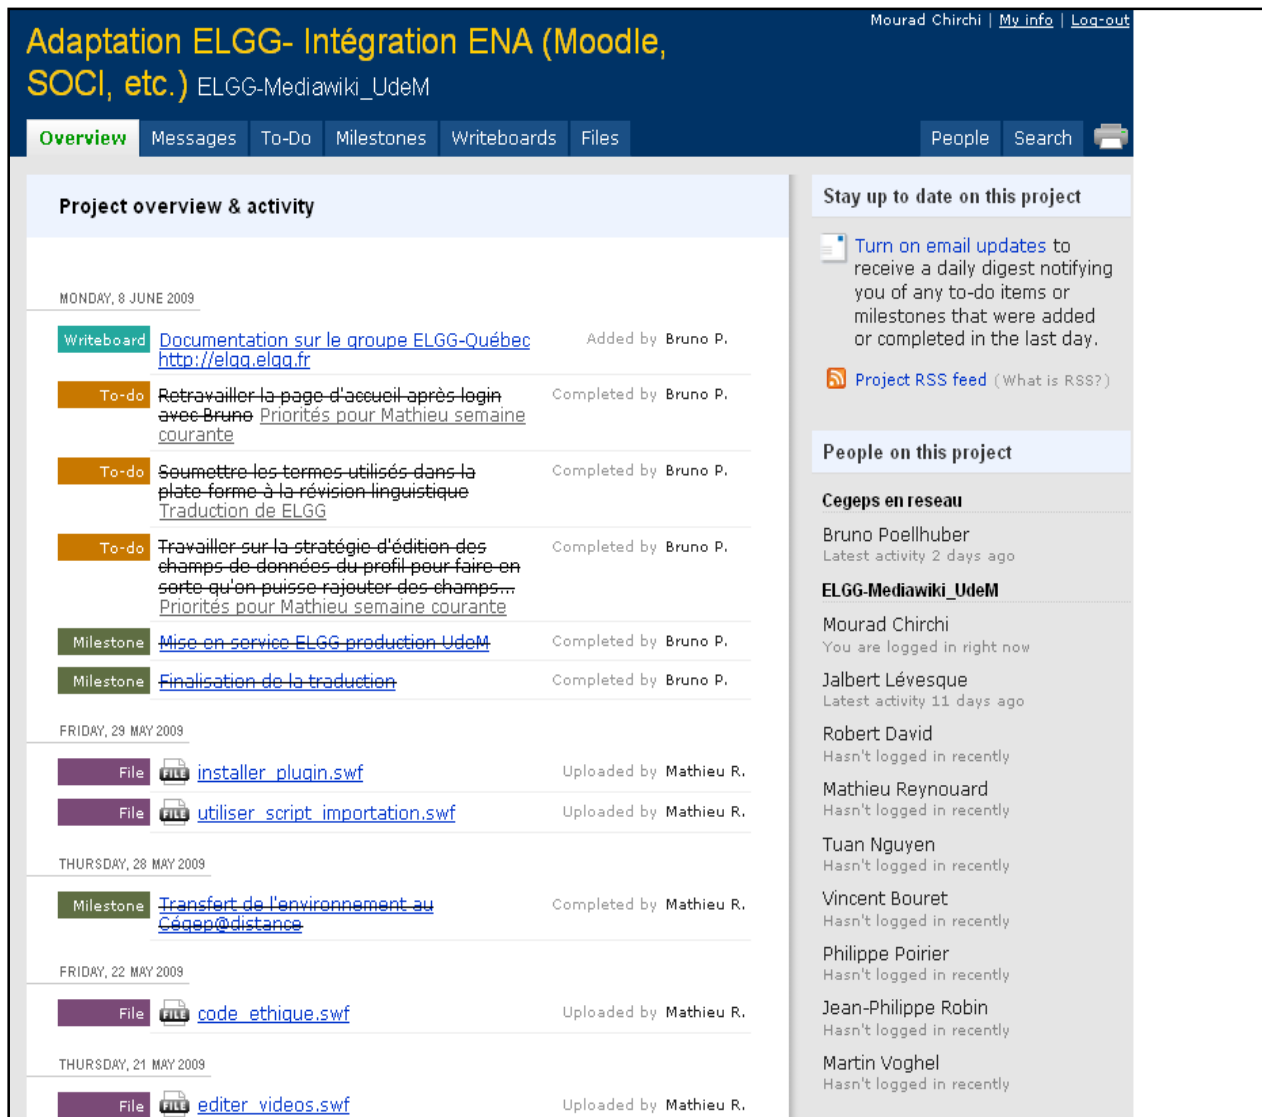 Mourad Chirchi | My info | Log-out
Adaptation ELGG- Intégration ENA (Moodle,
SOCI, etc.) ELGG-Mediawiki_UdeM
Overview Messages To-Do Milestones Writeboards Files People Search
Project overview & activity
MONDAY, 8 JUNE 2009
Writeboard Documentation sur le groupe ELGG-Québec Added by Bruno P.
http://elgg.elgg.fr
To-do Retravailler la page d'accueil après login Completed by Bruno P.
avec Bruno Priorités pour Mathieu semaine
courante
To-do Soumettre les termes utilisés dans la Completed by Bruno P.
plate forme à la révision linguistique
Traduction de ELGG
To-do Travailler sur la stratégie d'édition des Completed by Bruno P.
champs de données du profil pour faire en
sorte qu'on puisse rajouter des champs...
Priorités pour Mathieu semaine courante
Milestone Mise en service ELGG production UdeM Completed by Bruno P.
Milestone Finalisation de la traduction Completed by Bruno P.
FRIDAY, 29 MAY 2009
File FILE installer_plugin.swf Uploaded by Mathieu R.
File FILE utiliser_script_importation.swf Uploaded by Mathieu R.
THURSDAY, 28 MAY 2009
Milestone Transfert de l'environnement au Completed by Mathieu R.
Cégep@distance
FRIDAY, 22 MAY 2009
File FILE code_ethique.swf Uploaded by Mathieu R.
THURSDAY, 21 MAY 2009
File FILE editer_videos.swf Uploaded by Mathieu R.
Stay up to date on this project
Turn on email updates to
receive a daily digest notifying
you of any to-do items or
milestones that were added
or completed in the last day.
Project RSS feed (What is RSS?)
People on this project
Cegeps en reseau
Bruno Poellhuber
Latest activity 2 days ago
ELGG-Mediawiki_UdeM
Mourad Chirchi
You are logged in right now
Jalbert Lévesque
Latest activity 11 days ago
Robert David
Hasn't logged in recently
Mathieu Reynouard
Hasn't logged in recently
Tuan Nguyen
Hasn't logged in recently
Vincent Bouret
Hasn't logged in recently
Philippe Poirier
Hasn't logged in recently
Jean-Philippe Robin
Hasn't logged in recently
Martin Voghel
Hasn't logged in recently